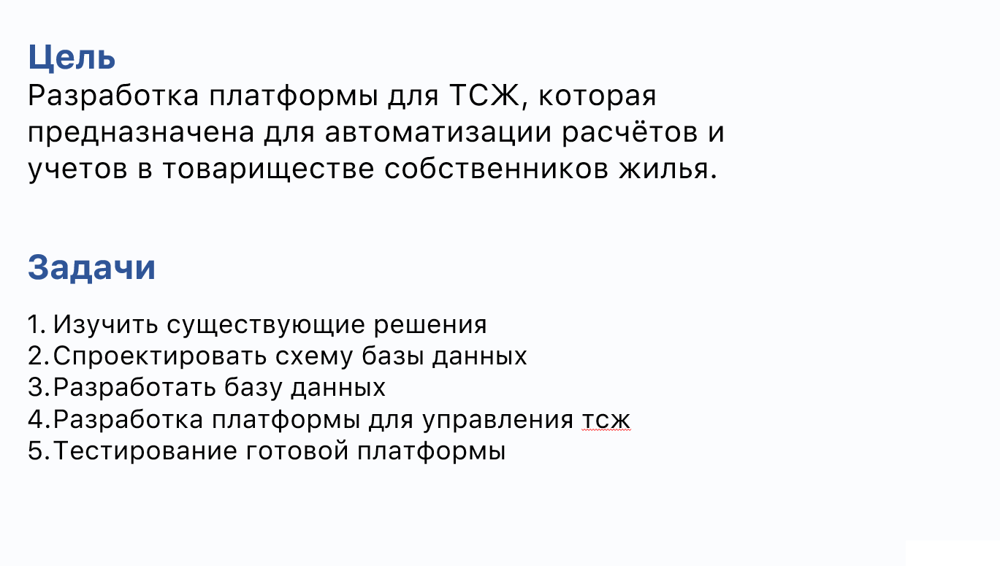 Цель
Разработка платформы для ТСЖ, которая
предназначена для автоматизации расчётов и
учетов в товариществе собственников жилья.
Задачи
1. Изучить существующие решения
2. Спроектировать схему базы данных
3. Разработать базу данных
4. Разработка платформы для управления тсж
5. Тестирование готовой платформы